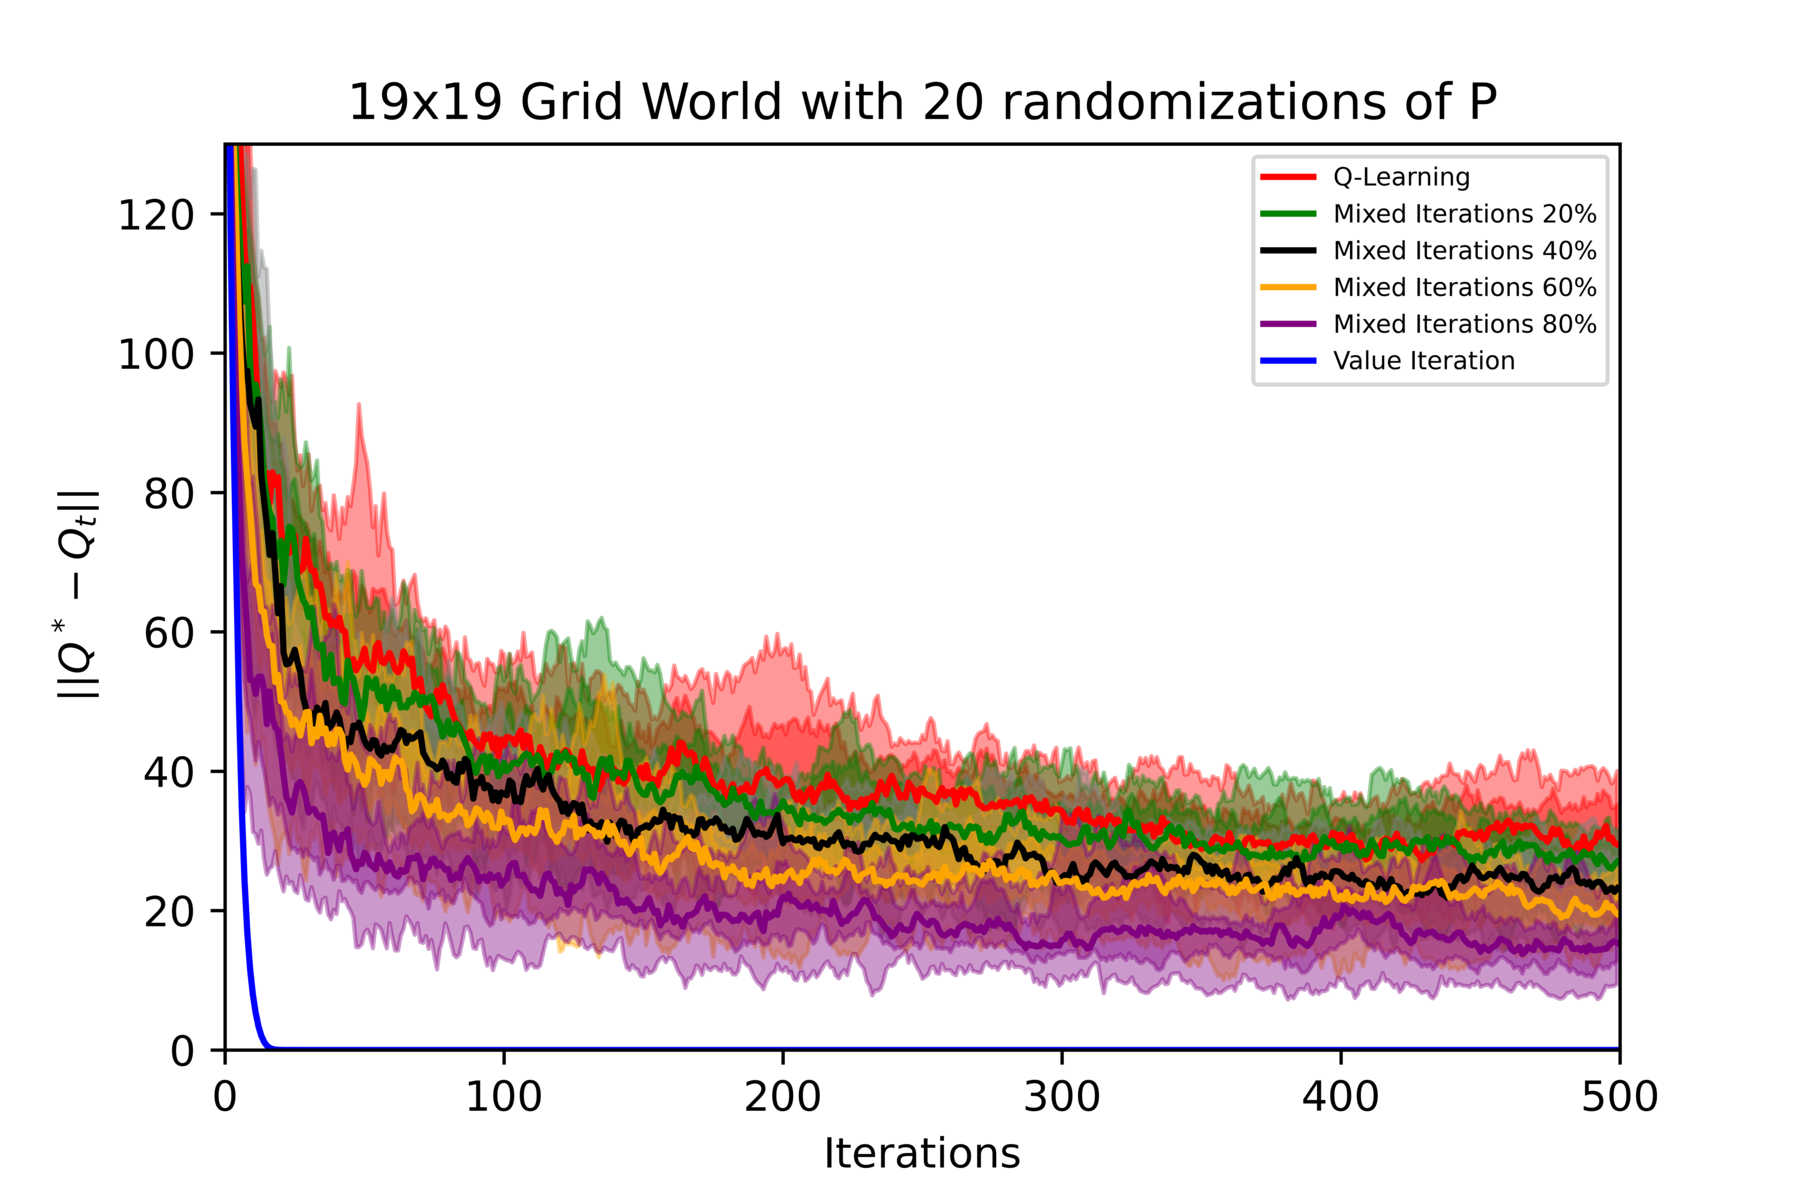 19x19 Grid World with 20 randomizations of P
120
100
80
60
40
20
0
||Q* − Qt||
0 100 200 300 400 500
Iterations
Q-Learning
Mixed Iterations 20%
Mixed Iterations 40%
Mixed Iterations 60%
Mixed Iterations 80%
Value Iteration